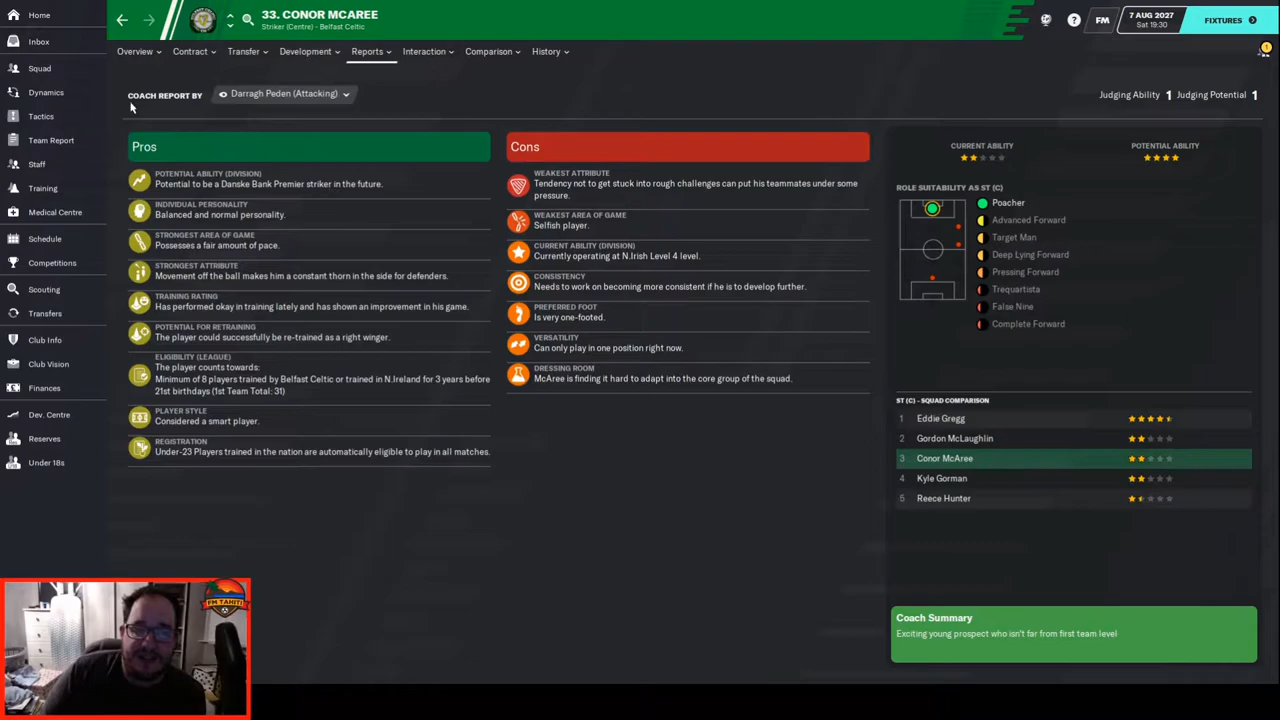 Home
Inbox
Squad
Dynamics
Tactics
Team Report
Staff
Training
Medical Centre
Schedule
Competitions
Scouting
Transfers
Club Info
Club Vision
Finances
Dev. Centre
Reserves
Under 18s
33. CONOR MCAREE
Striker (Centre) - Belfast Celtic
FM
7 AUG 2027
Sat 19:30
FIXTURES
1
Overview
Contract
Transfer
Development
Reports
Interaction
Comparison
History
COACH REPORT BY
Darragh Peden (Attacking)
Judging Ability 1 Judging Potential 1
Pros
POTENTIAL ABILITY (DIVISION)
Potential to be a Danske Bank Premier striker in the future.
INDIVIDUAL PERSONALITY
Balanced and normal personality.
STRONGEST AREA OF GAME
Possesses a fair amount of pace.
STRONGEST ATTRIBUTE
Movement off the ball makes him a constant thorn in the side for defenders.
TRAINING RATING
Has performed okay in training lately and has shown an improvement in his game.
POTENTIAL FOR RETRAINING
The player could successfully be re-trained as a right winger.
ELIGIBILITY (LEAGUE)
The player counts towards:
Minimum of 8 players trained by Belfast Celtic or trained in N.Ireland for 3 years before
21st birthdays (1st Team Total: 31)
PLAYER STYLE
Considered a smart player.
REGISTRATION
Under-23 Players trained in the nation are automatically eligible to play in all matches.
Cons
WEAKEST ATTRIBUTE
Tendency not to get stuck into rough challenges can put his teammates under some
pressure.
WEAKEST AREA OF GAME
Selfish player.
CURRENT ABILITY (DIVISION)
Currently operating at N.Irish Level 4 level.
CONSISTENCY
Needs to work on becoming more consistent if he is to develop further.
PREFERRED FOOT
Is very one-footed.
VERSATILITY
Can only play in one position right now.
DRESSING ROOM
McAree is finding it hard to adapt into the core group of the squad.
CURRENT ABILITY
POTENTIAL ABILITY
ROLE SUITABILITY AS ST (C)
Poacher
Advanced Forward
Target Man
Deep Lying Forward
Pressing Forward
Trequartista
False Nine
Complete Forward
ST (C) - SQUAD COMPARISON
1 Eddie Gregg
2 Gordon McLaughlin
3 Conor McAree
4 Kyle Gorman
5 Reece Hunter
Coach Summary
Exciting young prospect who isn't far from first team level
FM TAHITI